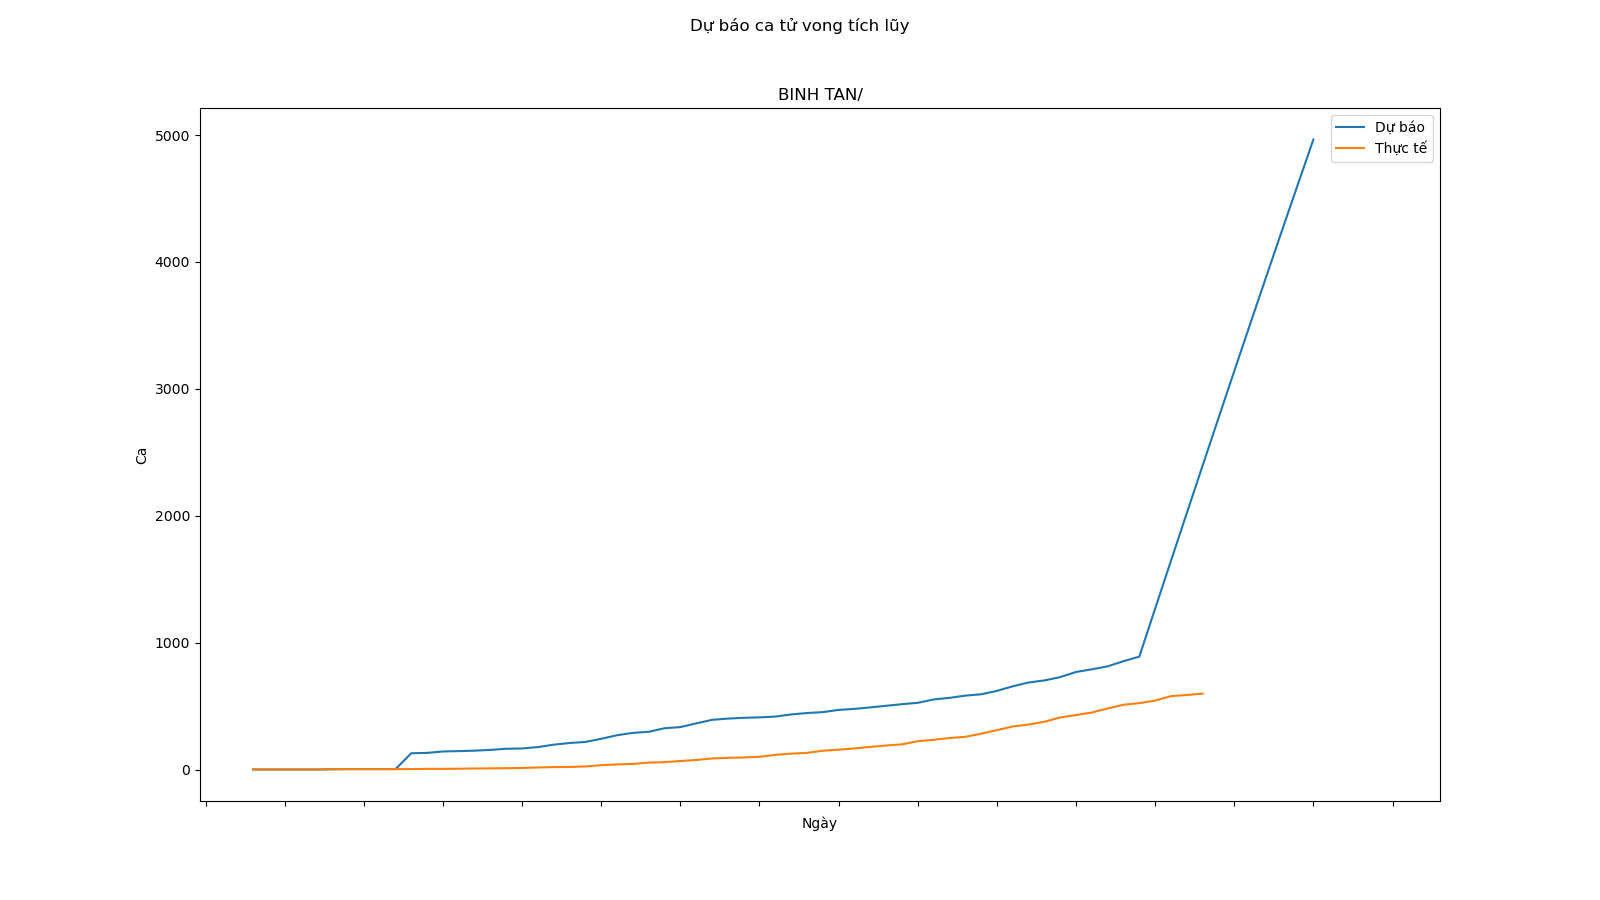 Dự báo ca tử vong tích lũy
BINH TAN/
Dự báo
Thực tế
5000
4000
3000
2000
1000
0
Ca
Ngày